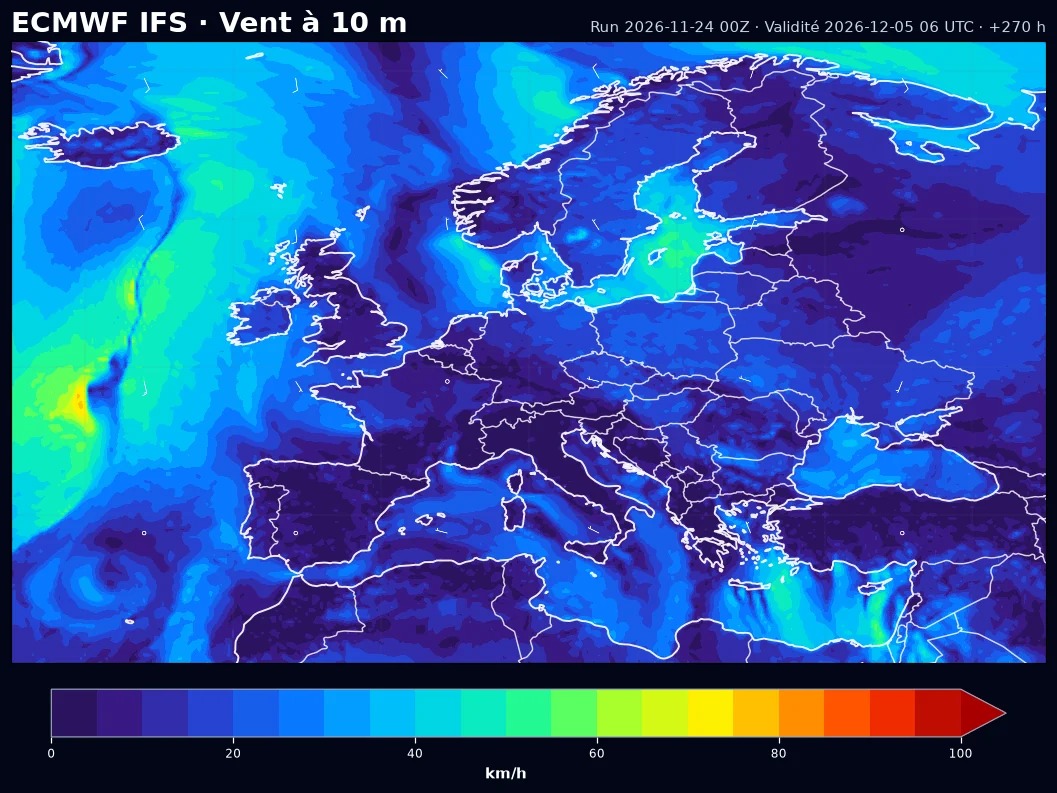 ECMWF IFS · Vent à 10 m
Run 2026-11-24 00Z · Validité 2026-12-05 06 UTC · +270 h
0 20 40 60 80 100
km/h